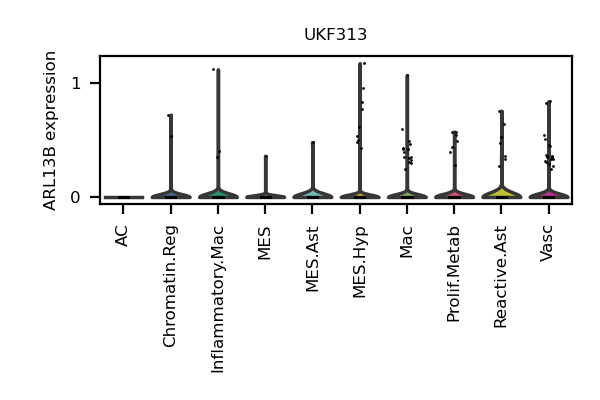 UKF313
ARL13B expression
1
0
AC
Chromatin.Reg
Inflammatory.Mac
MES
MES.Ast
MES.Hyp
Mac
Prolif.Metab
Reactive.Ast
Vasc